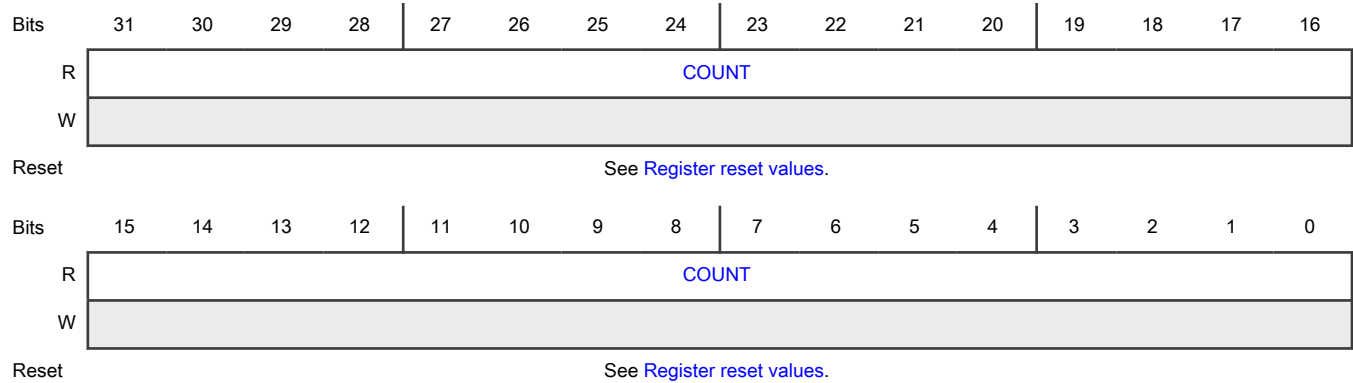 Bits 31 30 29 28 27 26 25 24 23 22 21 20 19 18 17 16
R COUNT
W
Reset See Register reset values.
Bits 15 14 13 12 11 10 9 8 7 6 5 4 3 2 1 0
R COUNT
W
Reset See Register reset values.